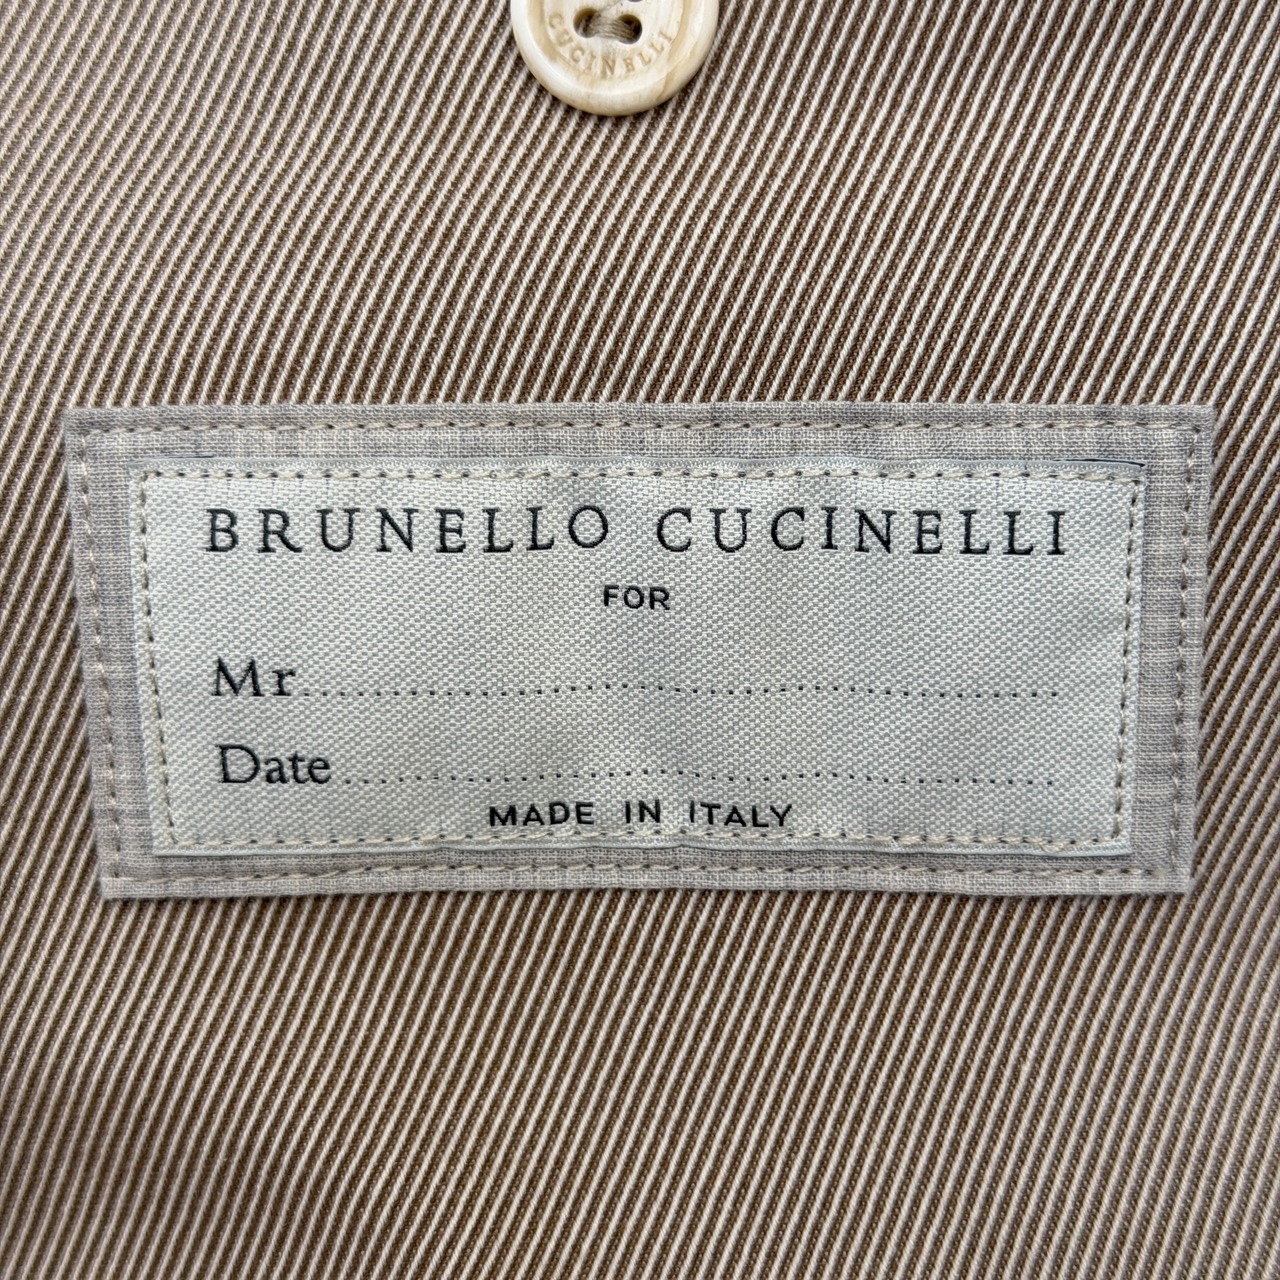 CUCINELLI
BRUNELLO CUCINELLI
FOR
Mr..........................................................
Date.......................................................
MADE IN ITALY